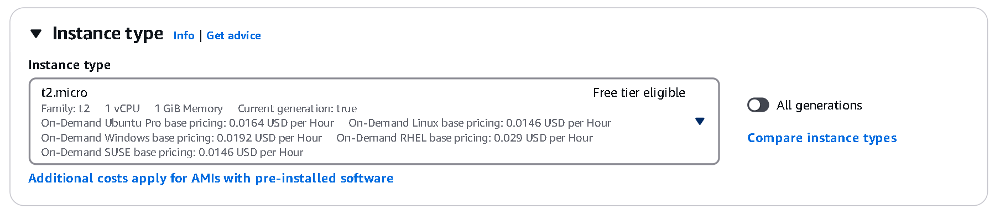 Instance type Info | Get advice
Instance type
t2.micro Free tier eligible
Family: t2 1 vCPU 1 GiB Memory Current generation: true
On-Demand Ubuntu Pro base pricing: 0.0164 USD per Hour On-Demand Linux base pricing: 0.0146 USD per Hour
On-Demand Windows base pricing: 0.0192 USD per Hour On-Demand RHEL base pricing: 0.029 USD per Hour
On-Demand SUSE base pricing: 0.0146 USD per Hour
All generations
Compare instance types
Additional costs apply for AMIs with pre-installed software